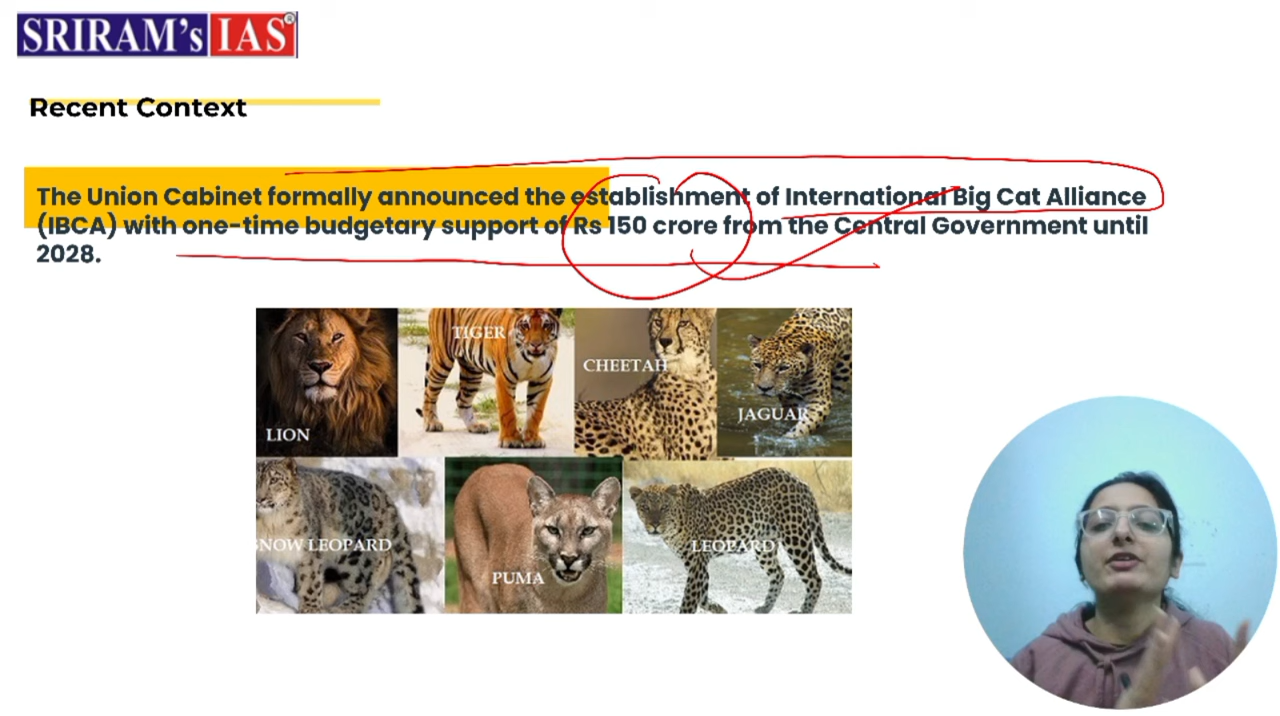 SRIRAM's IAS®
Recent Context
The Union Cabinet formally announced the establishment of International Big Cat Alliance
(IBCA) with one-time budgetary support of Rs 150 crore from the Central Government until
2028.
LION
TIGER
CHEETAH
JAGUAR
SNOW LEOPARD
PUMA
LEOPARD